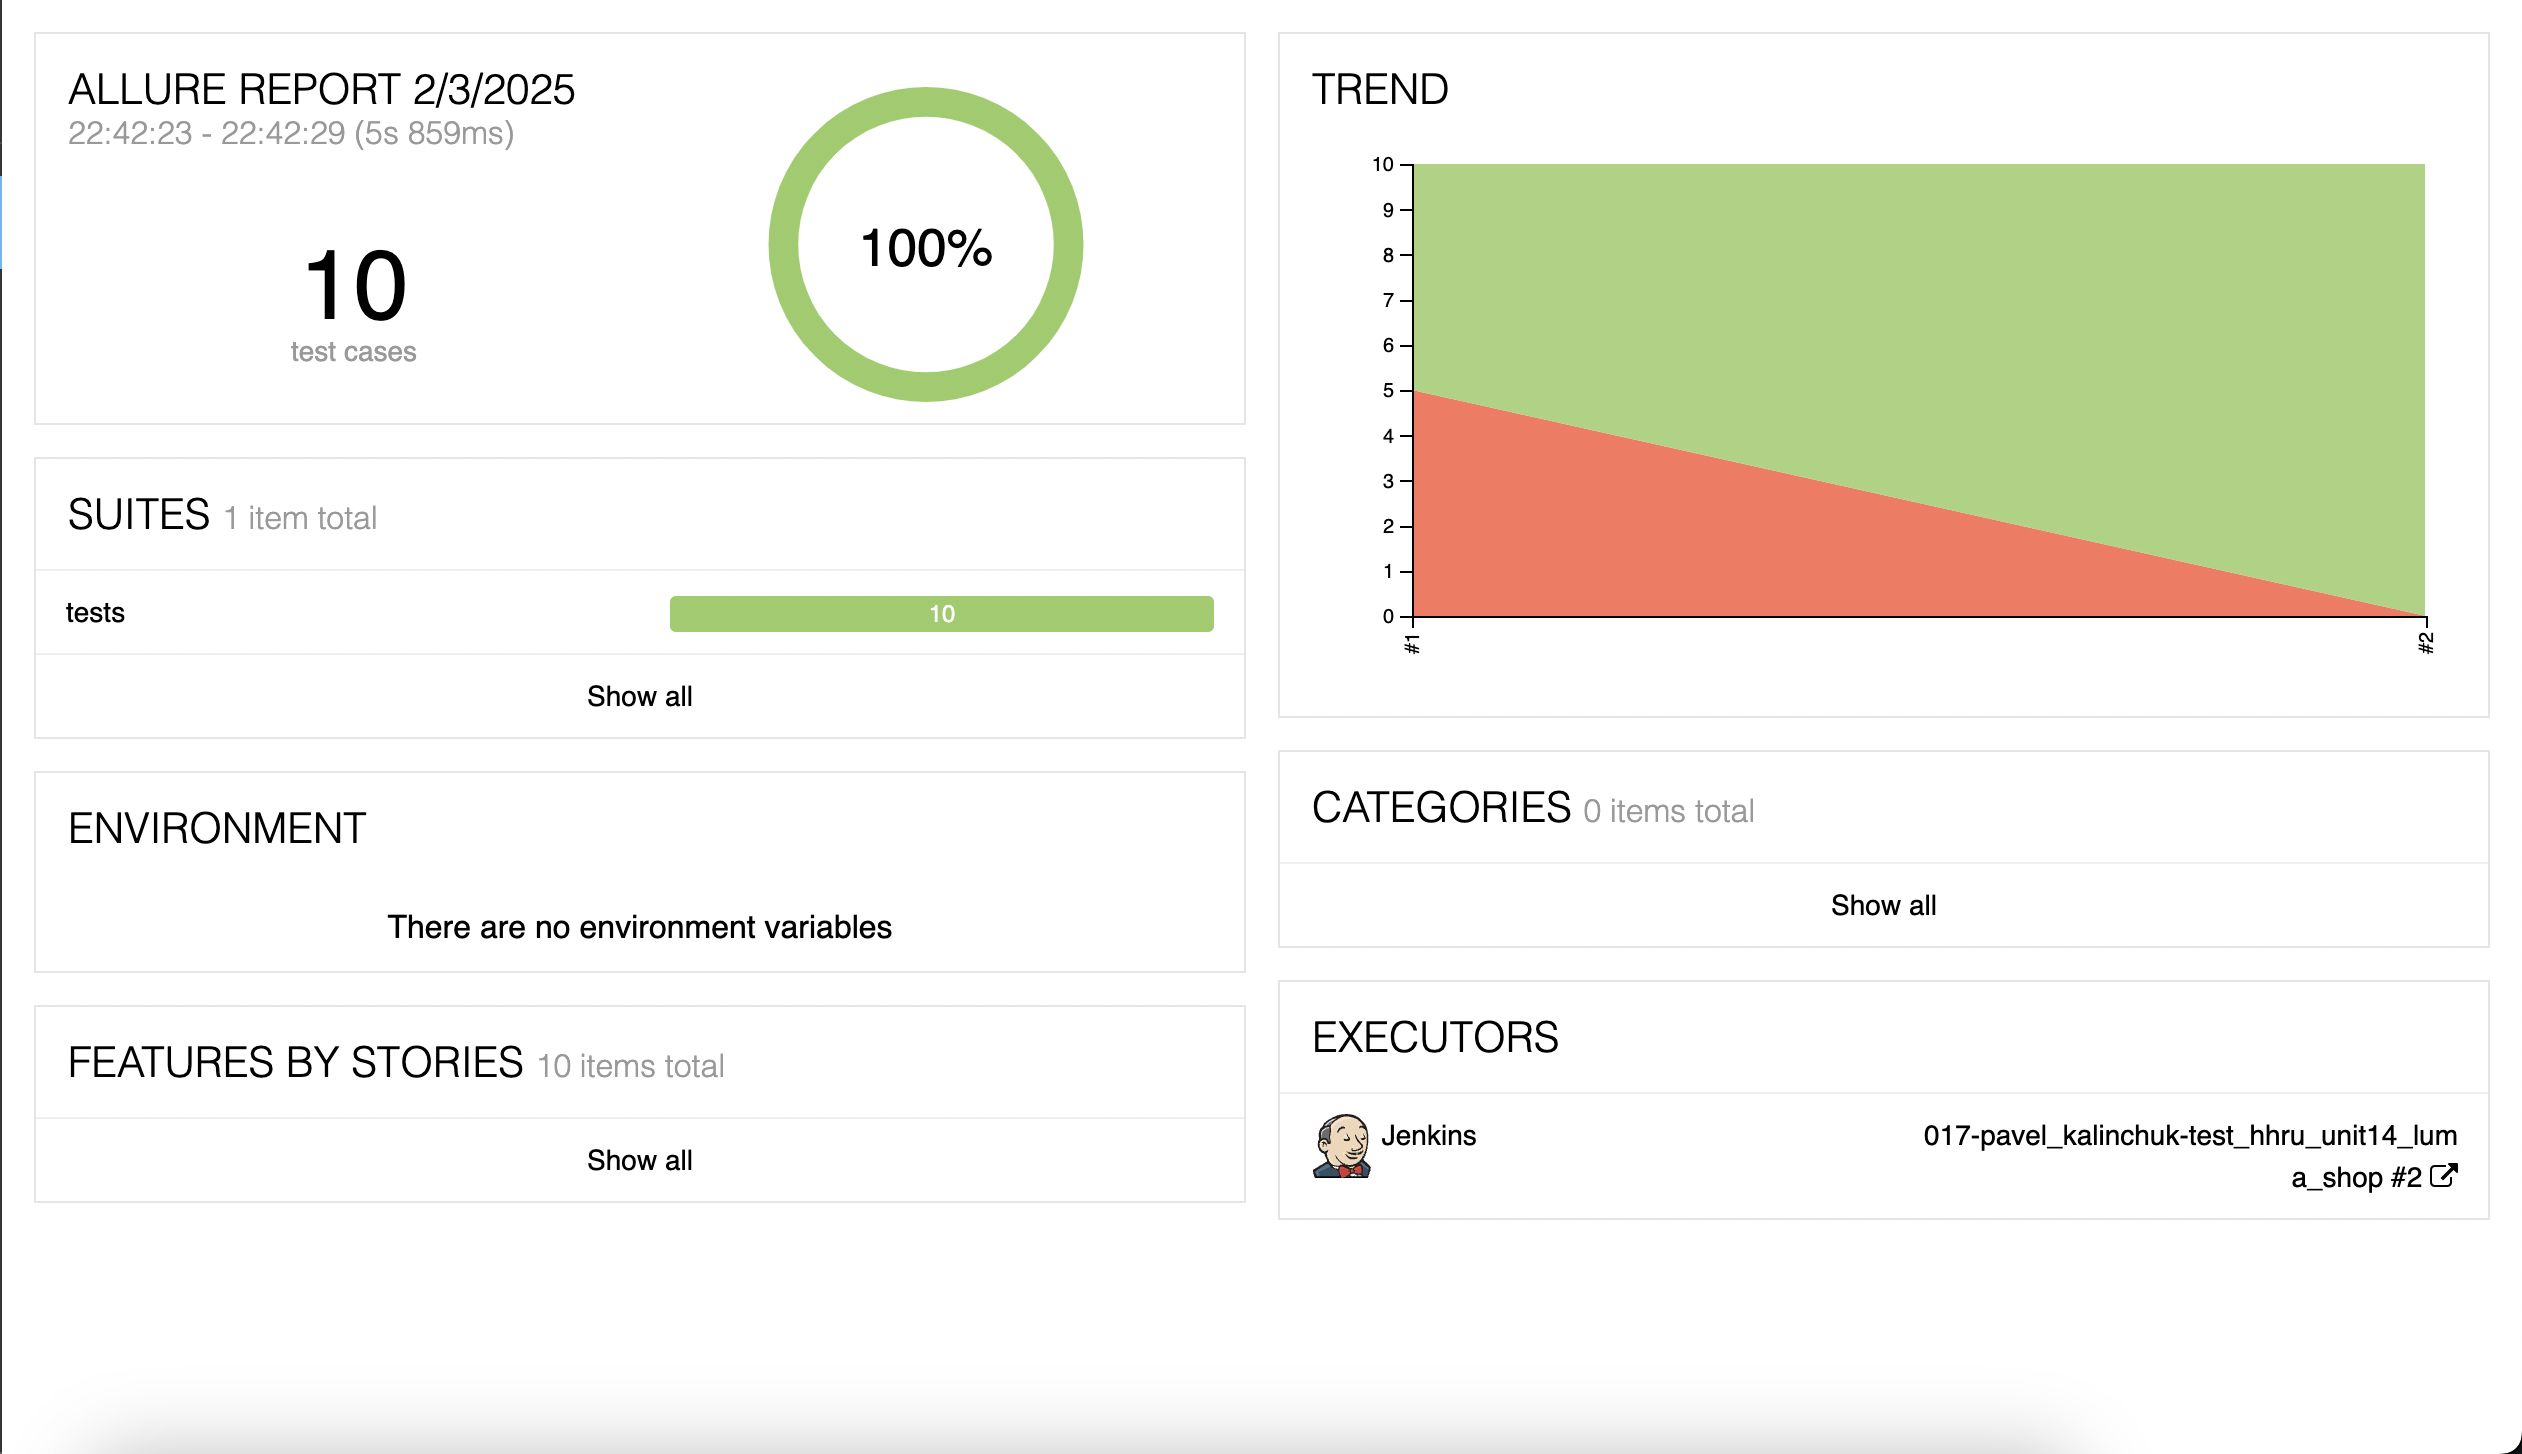 ALLURE REPORT 2/3/2025
22:42:23 - 22:42:29 (5s 859ms)
10
test cases
100%
SUITES 1 item total
tests 10
Show all
ENVIRONMENT
There are no environment variables
FEATURES BY STORIES 10 items total
Show all
TREND
10
9
8
7
6
5
4
3
2
1
0
#1 #2
CATEGORIES 0 items total
Show all
EXECUTORS
Jenkins 017-pavel_kalinchuk-test_hhru_unit14_lum
a_shop #2